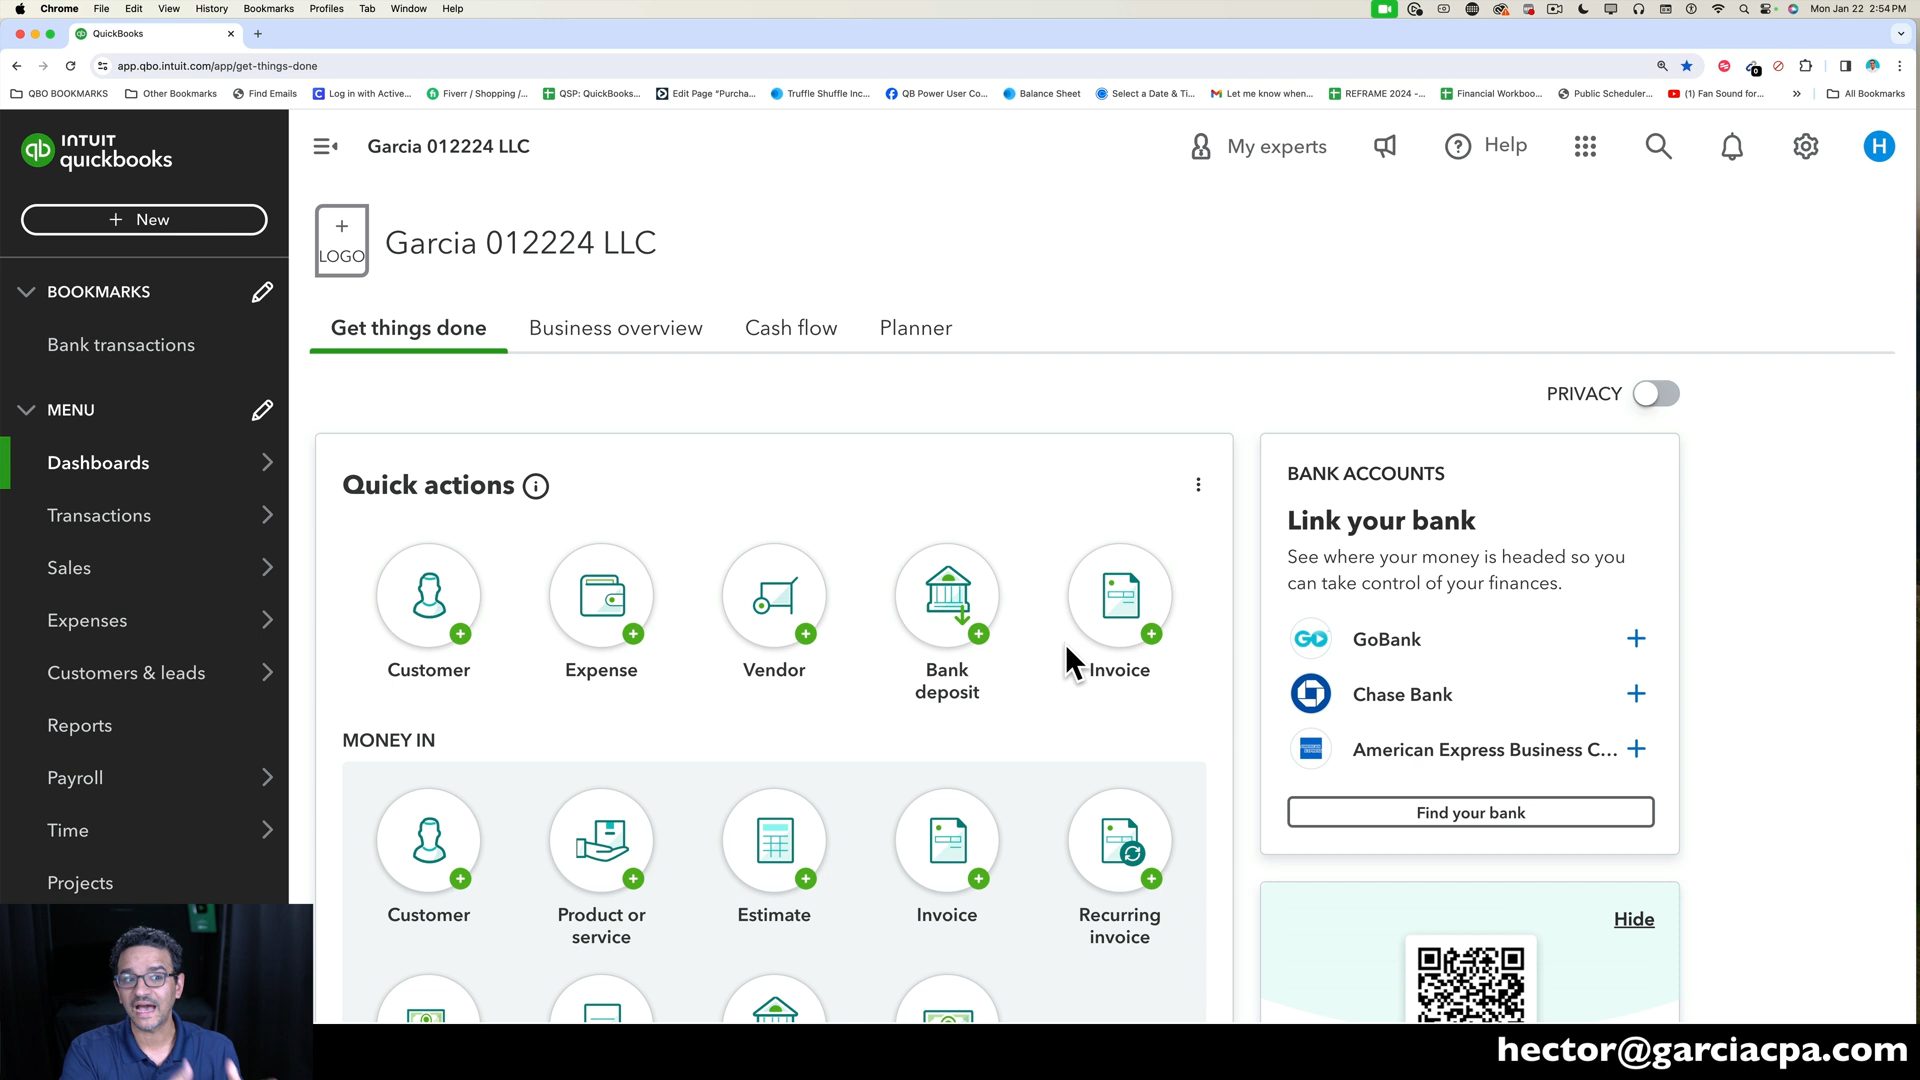 Chrome File Edit View History Bookmarks Profiles Tab Window Help Mon Jan 22 2:54 PM
QuickBooks
app.qbo.intuit.com/app/get-things-done
QBO BOOKMARKS Other Bookmarks Find Emails Log in with Active... Fiverr / Shopping /... QSP: QuickBooks... Edit Page "Purcha... Truffle Shuffle Inc... QB Power User Co... Balance Sheet Select a Date & Ti... Let me know when... REFRAME 2024 -... Financial Workboo... Public Scheduler... (1) Fan Sound for... All Bookmarks
INTUIT
quickbooks
Garcia 012224 LLC
My experts
Help
H
+ New
+
LOGO
Garcia 012224 LLC
BOOKMARKS
Bank transactions
Get things done Business overview Cash flow Planner
PRIVACY
MENU
Dashboards
Transactions
Sales
Expenses
Customers & leads
Reports
Payroll
Time
Projects
Quick actions
Customer
Expense
Vendor
Bank
deposit
Invoice
MONEY IN
Customer
Product or
service
Estimate
Invoice
Recurring
invoice
BANK ACCOUNTS
Link your bank
See where your money is headed so you
can take control of your finances.
GO
GoBank
Chase Bank
American Express Business C...
Find your bank
Hide
hector@garciacpa.com